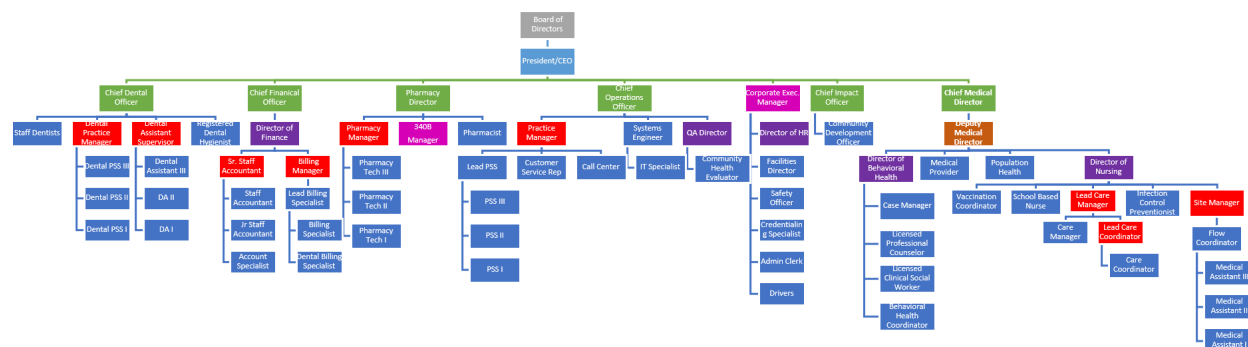 Board of
Directors
President/CEO
Chief Dental
Officer
Chief Finanical
Officer
Pharmacy
Director
Chief
Operations
Officer
Corporate Exec.
Manager
Chief Impact
Officer
Chief Medical
Director
Staff Dentists
Dental
Practice
Manager
Dental
Assistant
Supervisor
Registered
Dental
Hygienist
Director of
Finance
Pharmacy
Manager
340B
Manager
Pharmacist
Practice
Manager
Systems
Engineer
QA Director
Director of HR
Community
Development
Officer
Deputy
Medical
Director
Dental PSS III
Dental PSS II
Dental PSS I
Dental
Assistant III
DA II
DA I
Sr. Staff
Accountant
Billing
Manager
Staff
Accountant
Jr Staff
Accountant
Account
Specialist
Lead Billing
Specialist
Billing
Specialist
Dental Billing
Specialist
Pharmacy
Tech III
Pharmacy
Tech II
Pharmacy
Tech I
Lead PSS
Customer
Service Rep
Call Center
IT Specialist
Community
Health
Evaluator
PSS III
PSS II
PSS I
Facilities
Director
Safety
Officer
Credentialin
g Specialist
Admin Clerk
Drivers
Director of
Behavioral
Health
Medical
Provider
Population
Health
Director of
Nursing
Case Manager
Licensed
Professional
Counselor
Licensed
Clinical Social
Worker
Behavioral
Health
Coordinator
Vaccination
Coordinator
School Based
Nurse
Lead Care
Manager
Infection
Control
Preventionist
Site Manager
Care
Manager
Lead Care
Coordinator
Care
Coordinator
Flow
Coordinator
Medical
Assistant III
Medical
Assistant II
Medical
Assistant I